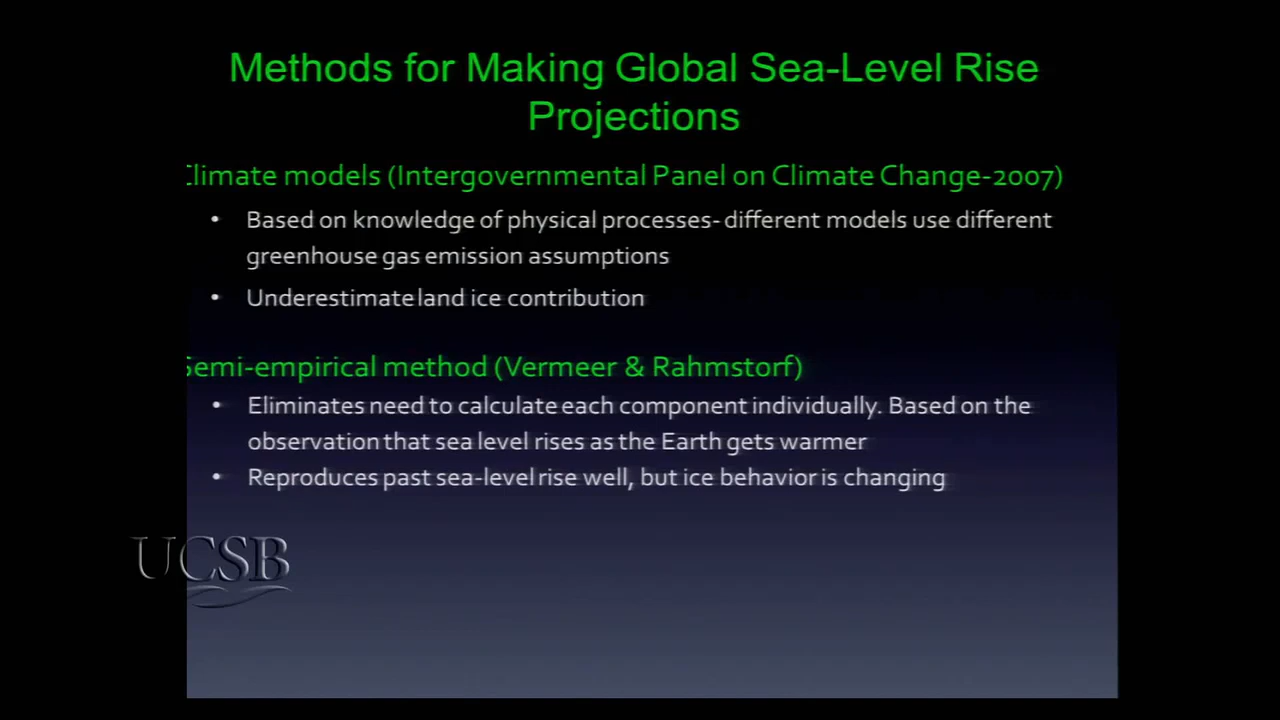 Methods for Making Global Sea-Level Rise
Projections
Climate models (Intergovernmental Panel on Climate Change-2007)
• Based on knowledge of physical processes- different models use different
greenhouse gas emission assumptions
• Underestimate land ice contribution
Semi-empirical method (Vermeer & Rahmstorf)
• Eliminates need to calculate each component individually. Based on the
observation that sea level rises as the Earth gets warmer
• Reproduces past sea-level rise well, but ice behavior is changing
UCSB